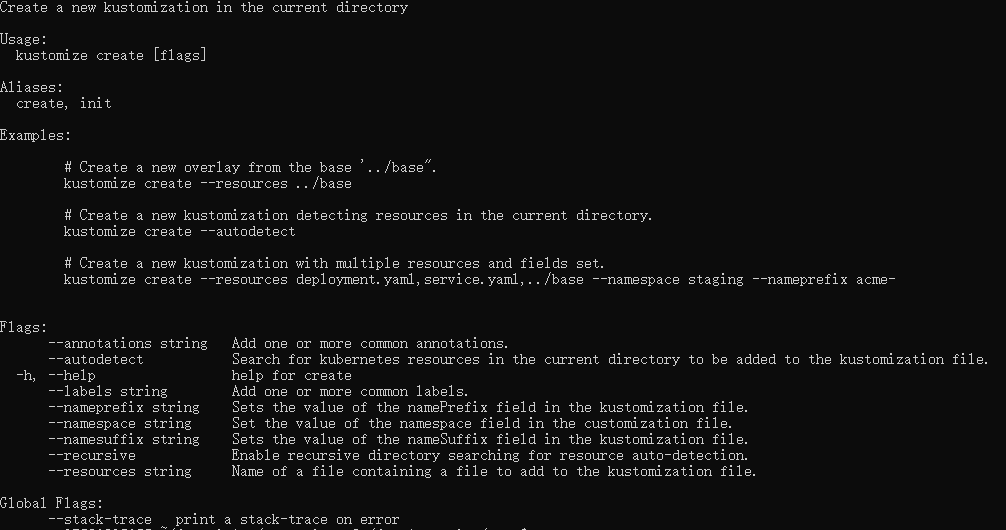 Create a new kustomization in the current directory
Usage:
kustomize create [flags]
Aliases:
create, init
Examples:
# Create a new overlay from the base '../base".
kustomize create --resources ../base
# Create a new kustomization detecting resources in the current directory.
kustomize create --autodetect
# Create a new kustomization with multiple resources and fields set.
kustomize create --resources deployment.yaml,service.yaml,../base --namespace staging --nameprefix acme-
Flags:
--annotations string   Add one or more common annotations.
--autodetect           Search for kubernetes resources in the current directory to be added to the kustomization file.
-h, --help                 help for create
--labels string        Add one or more common labels.
--nameprefix string    Sets the value of the namePrefix field in the kustomization file.
--namespace string     Set the value of the namespace field in the customization file.
--namesuffix string    Sets the value of the nameSuffix field in the kustomization file.
--recursive            Enable recursive directory searching for resource auto-detection.
--resources string     Name of a file containing a file to add to the kustomization file.
Global Flags:
--stack-trace   print a stack-trace on error